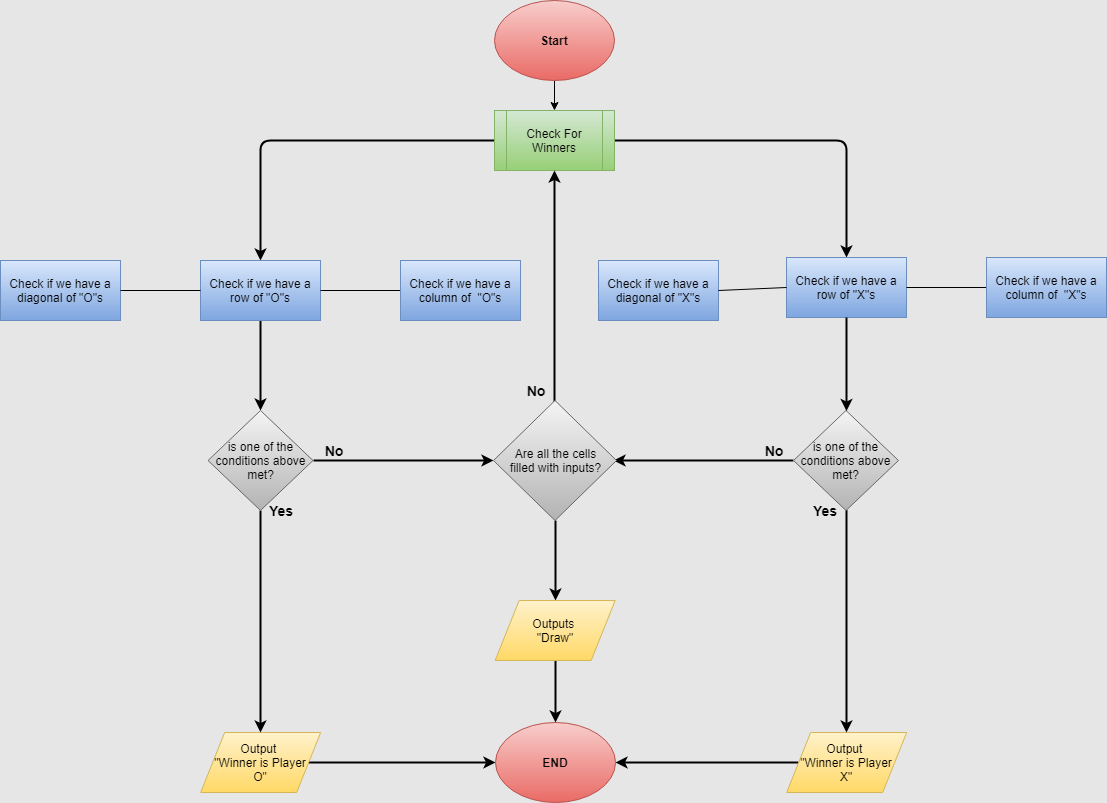 Start
Check For
Winners
Check if we have a
diagonal of "O"s
Check if we have a
row of "O"s
Check if we have a
column of  "O"s
Check if we have a
diagonal of "X"s
Check if we have a
row of "X"s
Check if we have a
column of  "X"s
No
is one of the
conditions above
met?
No
Are all the cells
filled with inputs?
No
is one of the
conditions above
met?
Yes
Yes
Outputs
"Draw"
Output
"Winner is Player
O"
END
Output
"Winner is Player
X"